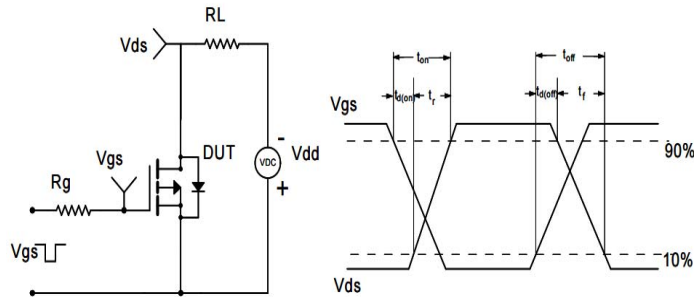 RL
Vds
Vgs
DUT
-
VDC
Vdd
+
Rg
Vgs
ton
toff
td(on)
tr
td(off)
tf
Vgs
90%
10%
Vds